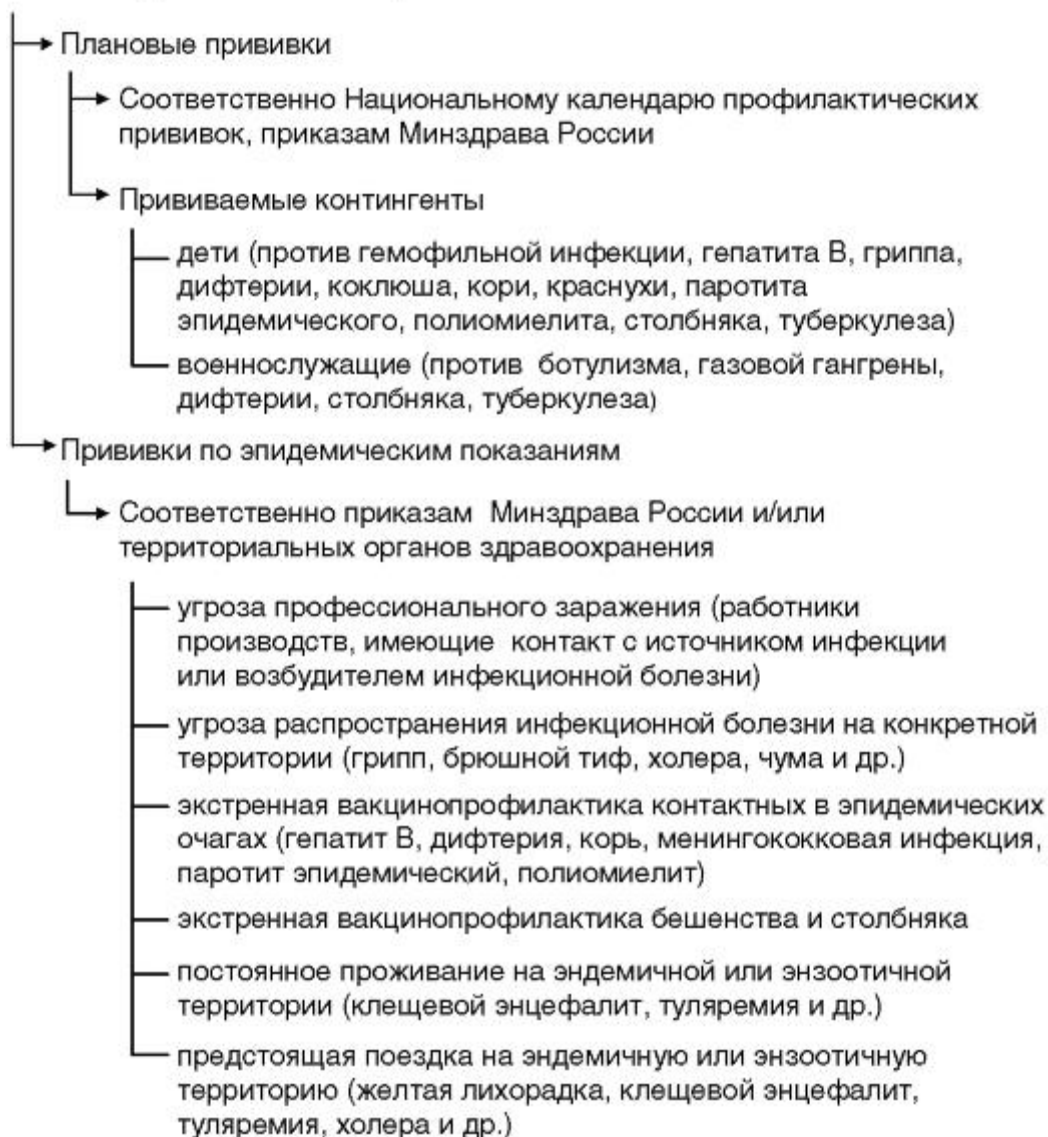 Плановые прививки
Соответственно Национальному календарю профилактических
прививок, приказам Минздрава России
Прививаемые контингенты
дети (против гемофильной инфекции, гепатита В, гриппа,
дифтерии, коклюша, кори, краснухи, паротита
эпидемического, полиомиелита, столбняка, туберкулеза)
военнослужащие (против ботулизма, газовой гангрены,
дифтерии, столбняка, туберкулеза)
Прививки по эпидемическим показаниям
Соответственно приказам Минздрава России и/или
территориальных органов здравоохранения
угроза профессионального заражения (работники
производств, имеющие контакт с источником инфекции
или возбудителем инфекционной болезни)
угроза распространения инфекционной болезни на конкретной
территории (грипп, брюшной тиф, холера, чума и др.)
экстренная вакцинопрофилактика контактных в эпидемических
очагах (гепатит В, дифтерия, корь, менингококковая инфекция,
паротит эпидемический, полиомиелит)
экстренная вакцинопрофилактика бешенства и столбняка
постоянное проживание на эндемичной или энзоотичной
территории (клещевой энцефалит, туляремия и др.)
предстоящая поездка на эндемичную или энзоотичную
территорию (желтая лихорадка, клещевой энцефалит,
туляремия, холера и др.)